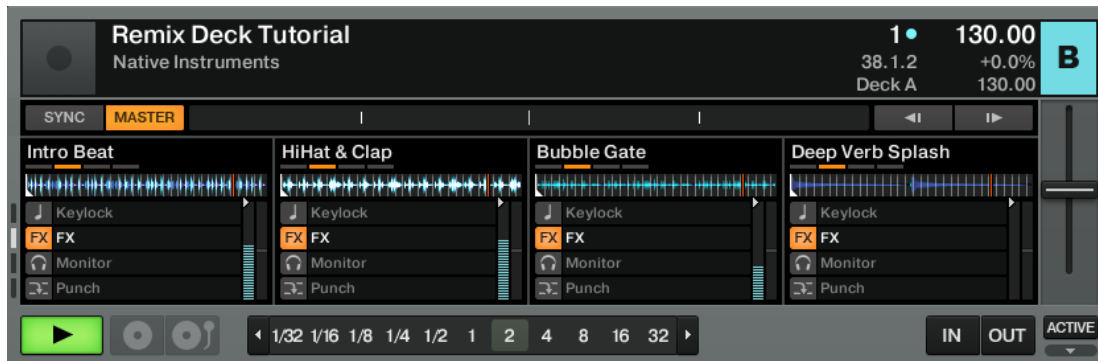 Remix Deck Tutorial 1 130.00 B
Native Instruments 38.1.2 +0.0%
Deck A 130.00
SYNC MASTER
Intro Beat HiHat & Clap Bubble Gate Deep Verb Splash
Keylock Keylock Keylock Keylock
FX FX FX FX FX FX FX FX
Monitor Monitor Monitor Monitor
Punch Punch Punch Punch
1/32 1/16 1/8 1/4 1/2 1 2 4 8 16 32 IN OUT ACTIVE